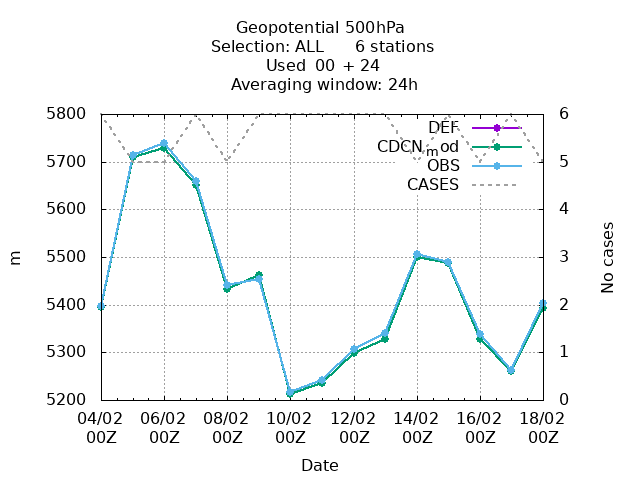 Geopotential 500hPa
Selection: ALL 6 stations
Used 00 + 24
Averaging window: 24h
5800
5700
5600
5500
5400
5300
5200
m
6
5
4
3
2
1
0
No cases
DEF
CDCN_mod
OBS
CASES
04/02 06/02 08/02 10/02 12/02 14/02 16/02 18/02
00Z 00Z 00Z 00Z 00Z 00Z 00Z 00Z
Date